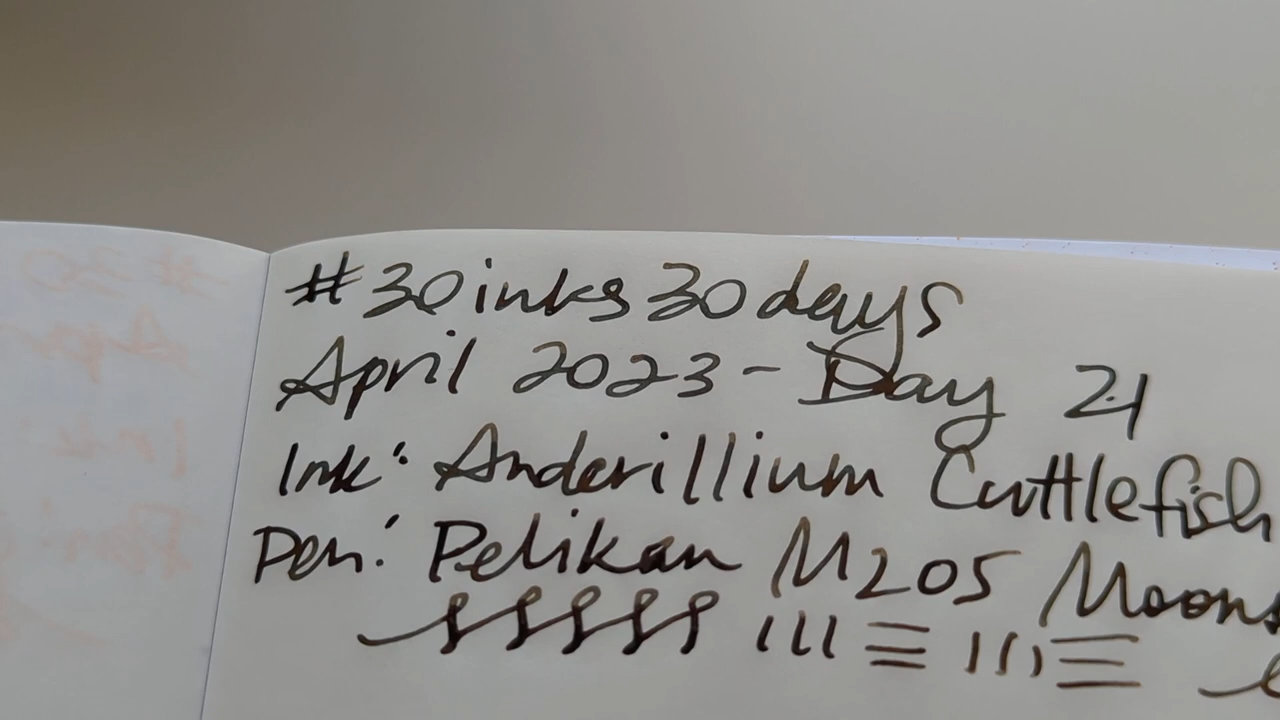 #30inks30days
April 2023 - Day 21
Ink: Anderillium Cuttlefish
Pen: Pelikan M205